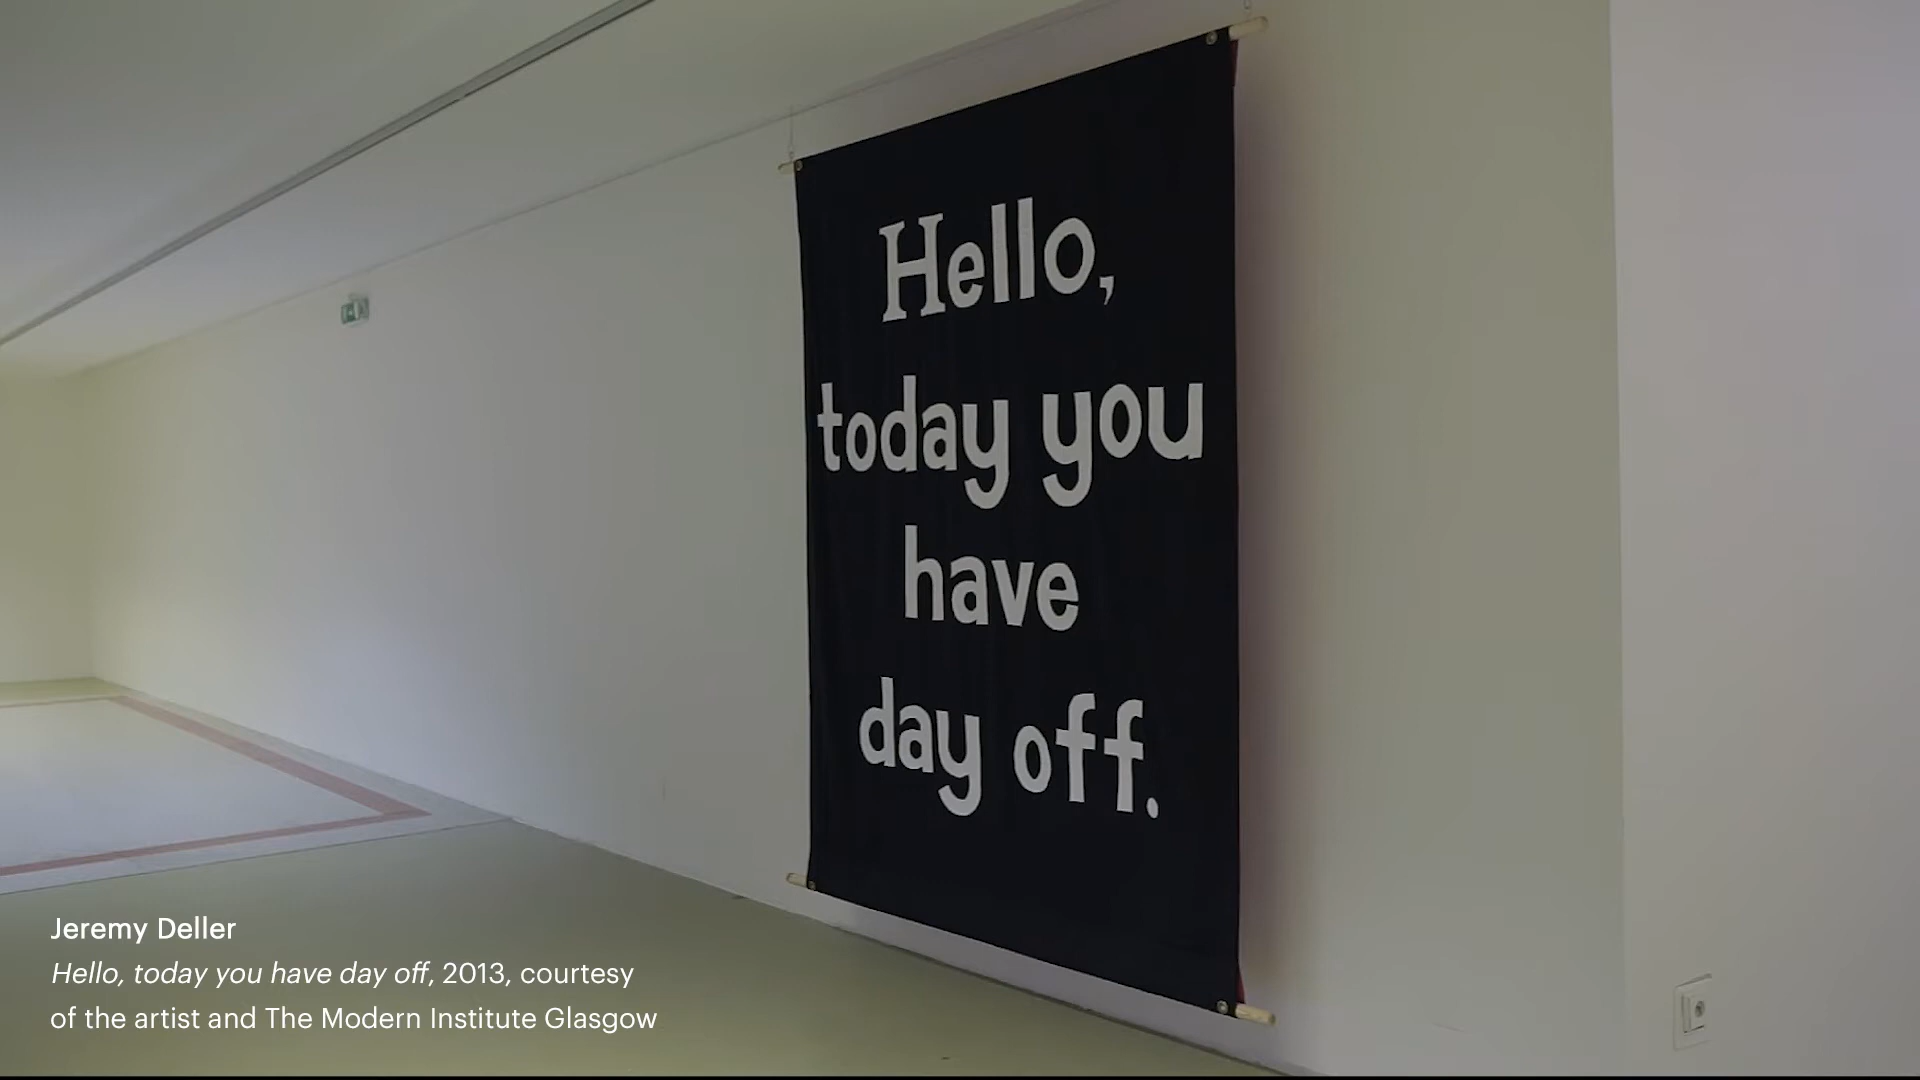 Hello,
today you
have
day off.
Jeremy Deller
Hello, today you have day off, 2013, courtesy
of the artist and The Modern Institute Glasgow